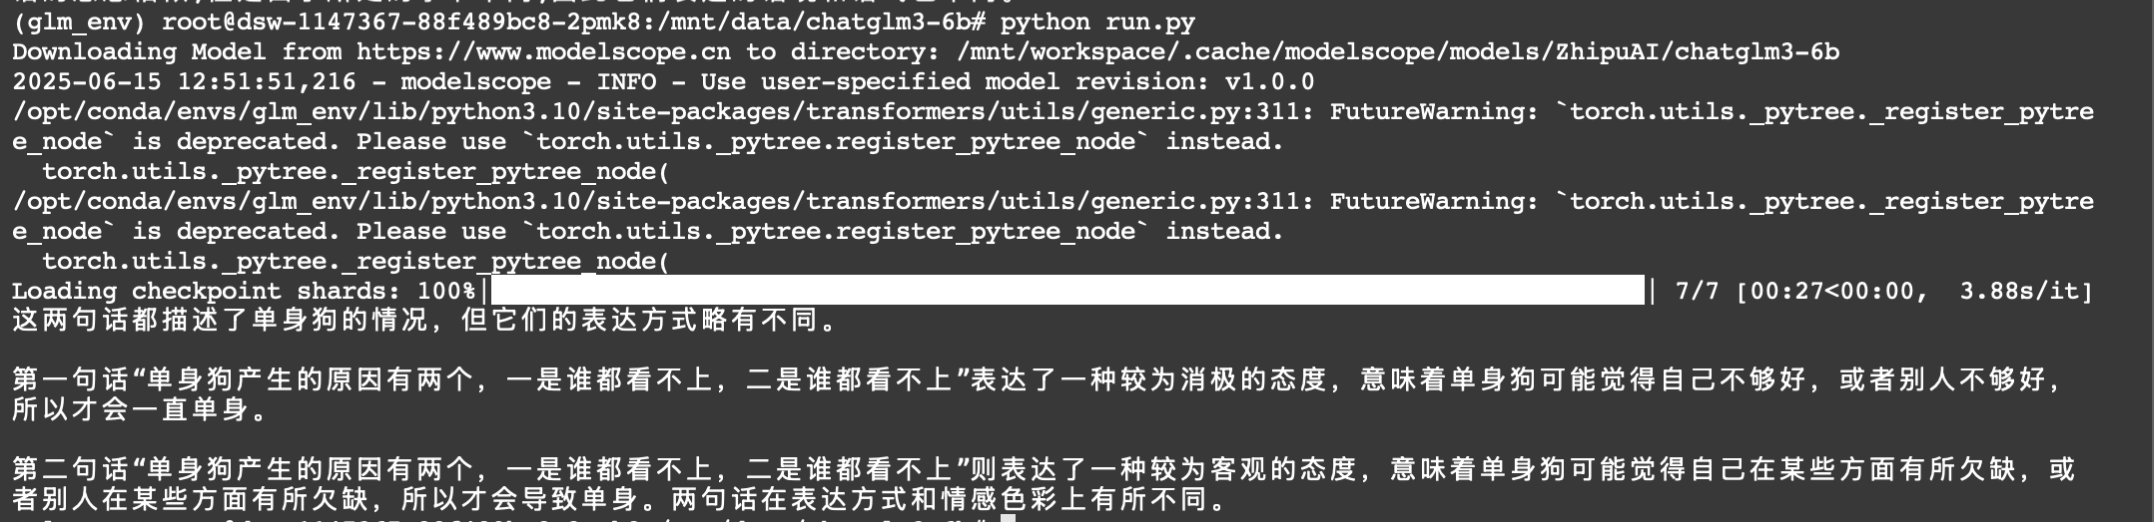 (glm_env) root@dsw-1147367-88f489bc8-2pmk8:/mnt/data/chatglm3-6b# python run.py
Downloading Model from https://www.modelscope.cn to directory: /mnt/workspace/.cache/modelscope/models/ZhipuAI/chatglm3-6b
2025-06-15 12:51:51,216 - modelscope - INFO - Use user-specified model revision: v1.0.0
/opt/conda/envs/glm_env/lib/python3.10/site-packages/transformers/utils/generic.py:311: FutureWarning: `torch.utils._pytree._register_pytre
e_node` is deprecated. Please use `torch.utils._pytree.register_pytree_node` instead.
  torch.utils._pytree._register_pytree_node(
/opt/conda/envs/glm_env/lib/python3.10/site-packages/transformers/utils/generic.py:311: FutureWarning: `torch.utils._pytree._register_pytre
e_node` is deprecated. Please use `torch.utils._pytree.register_pytree_node` instead.
  torch.utils._pytree._register_pytree_node(
Loading checkpoint shards: 100%| | 7/7 [00:27<00:00,  3.88s/it]
这两句话都描述了单身狗的情况，但它们的表达方式略有不同。
第一句话“单身狗产生的原因有两个，一是谁都看不上，二是谁都看不上”表达了一种较为消极的态度，意味着单身狗可能觉得自己不够好，或者别人不够好，
所以才会一直单身。
第二句话“单身狗产生的原因有两个，一是谁都看不上，二是谁都看不上”则表达了一种较为客观的态度，意味着单身狗可能觉得自己在某些方面有所欠缺，或
者别人在某些方面有所欠缺，所以才会导致单身。两句话在表达方式和情感色彩上有所不同。